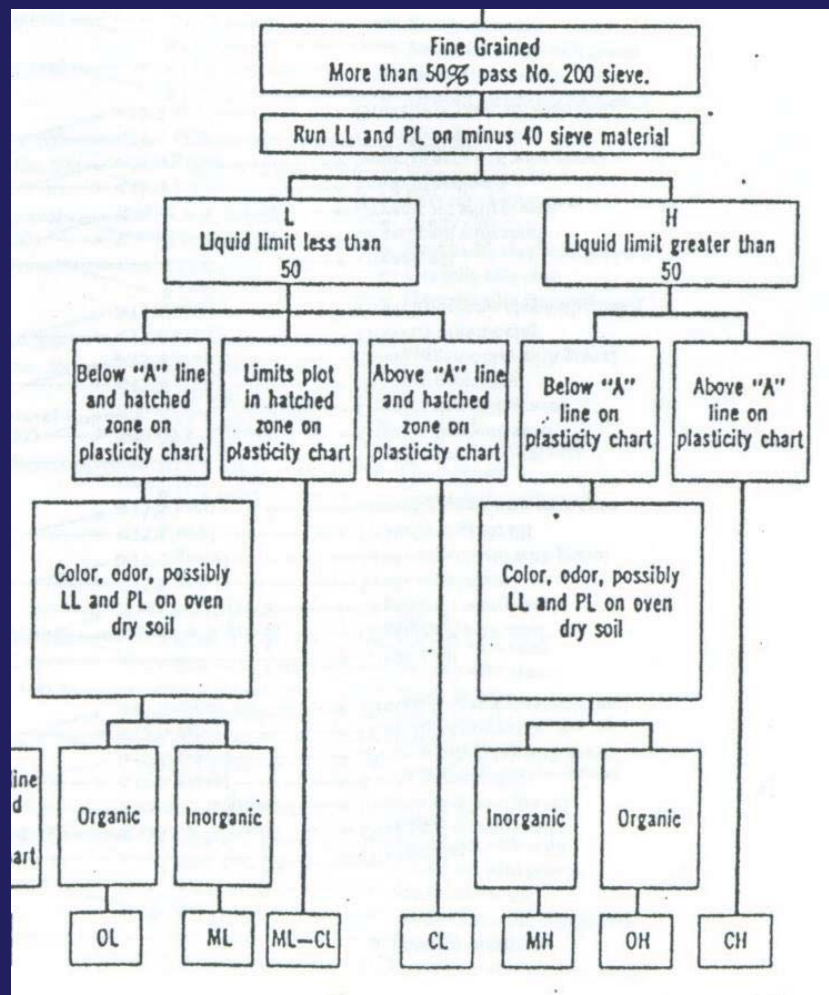 Fine Grained
More than 50% pass No. 200 sieve.
Run LL and PL on minus 40 sieve material
L
Liquid limit less than
50
H
Liquid limit greater than
50
Below "A" line
and hatched
zone on
plasticity chart
Limits plot
in hatched
zone on
plasticity chart
Above "A" line
and hatched
zone on
plasticity chart
Below "A"
line on
plasticity chart
Above "A"
line on
plasticity chart
Color, odor, possibly
LL and PL on oven
dry soil
Color, odor, possibly
LL and PL on oven
dry soil
Organic
Inorganic
Inorganic
Organic
OL
ML
ML-CL
CL
MH
OH
CH